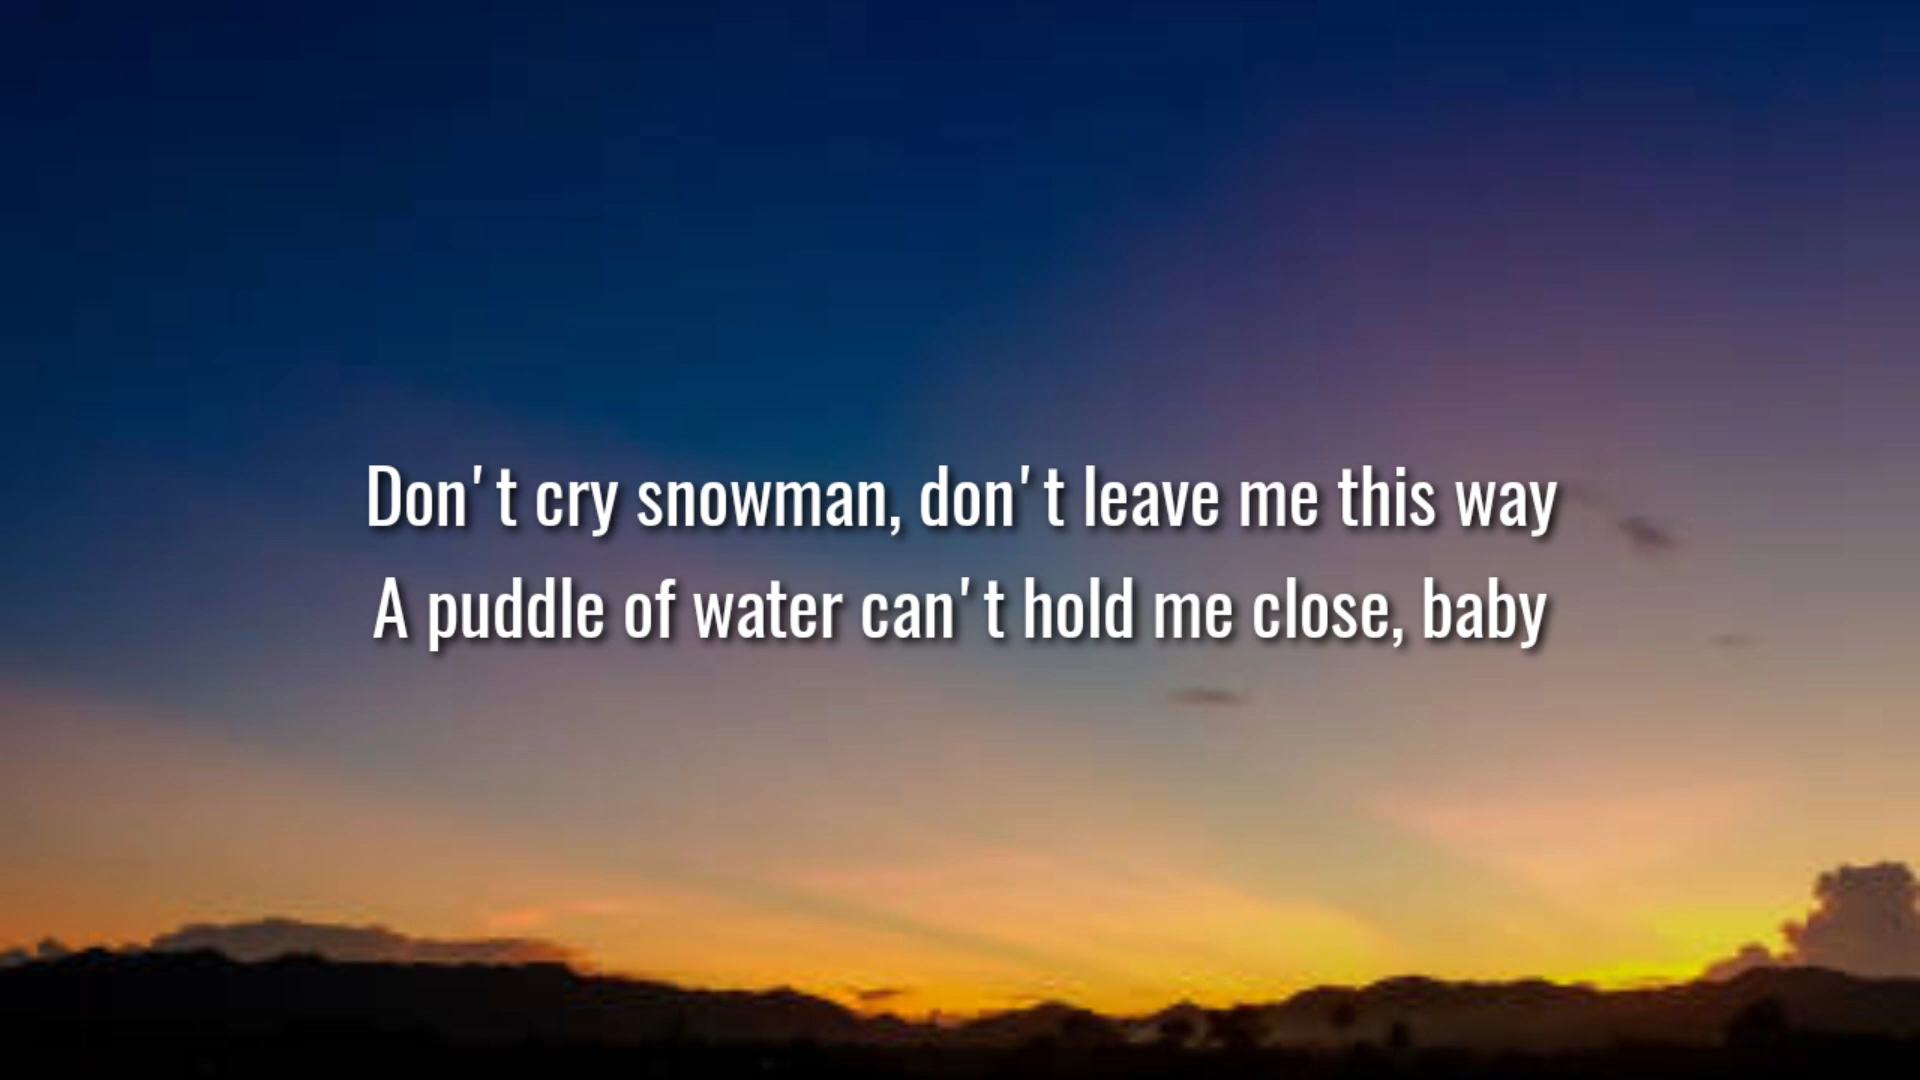 Don't cry snowman, don't leave me this way
A puddle of water can't hold me close, baby